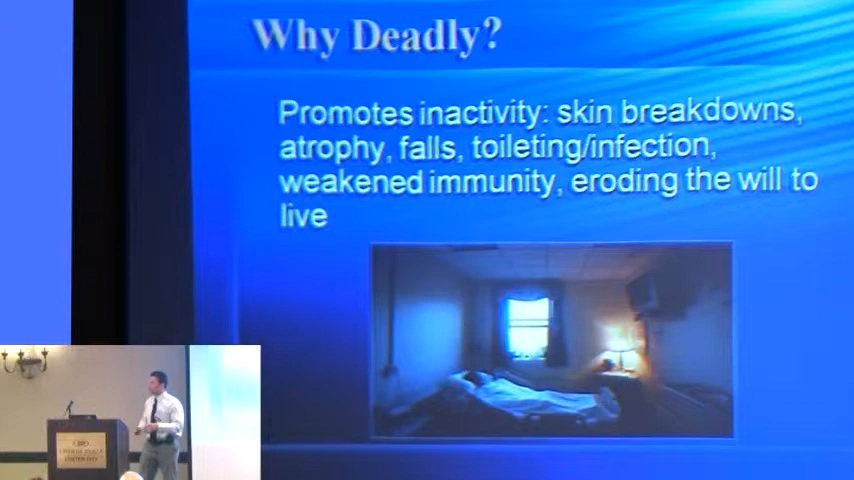 Why Deadly?
Promotes inactivity: skin breakdowns,
atrophy, falls, toileting/infection,
weakened immunity, eroding the will to
live